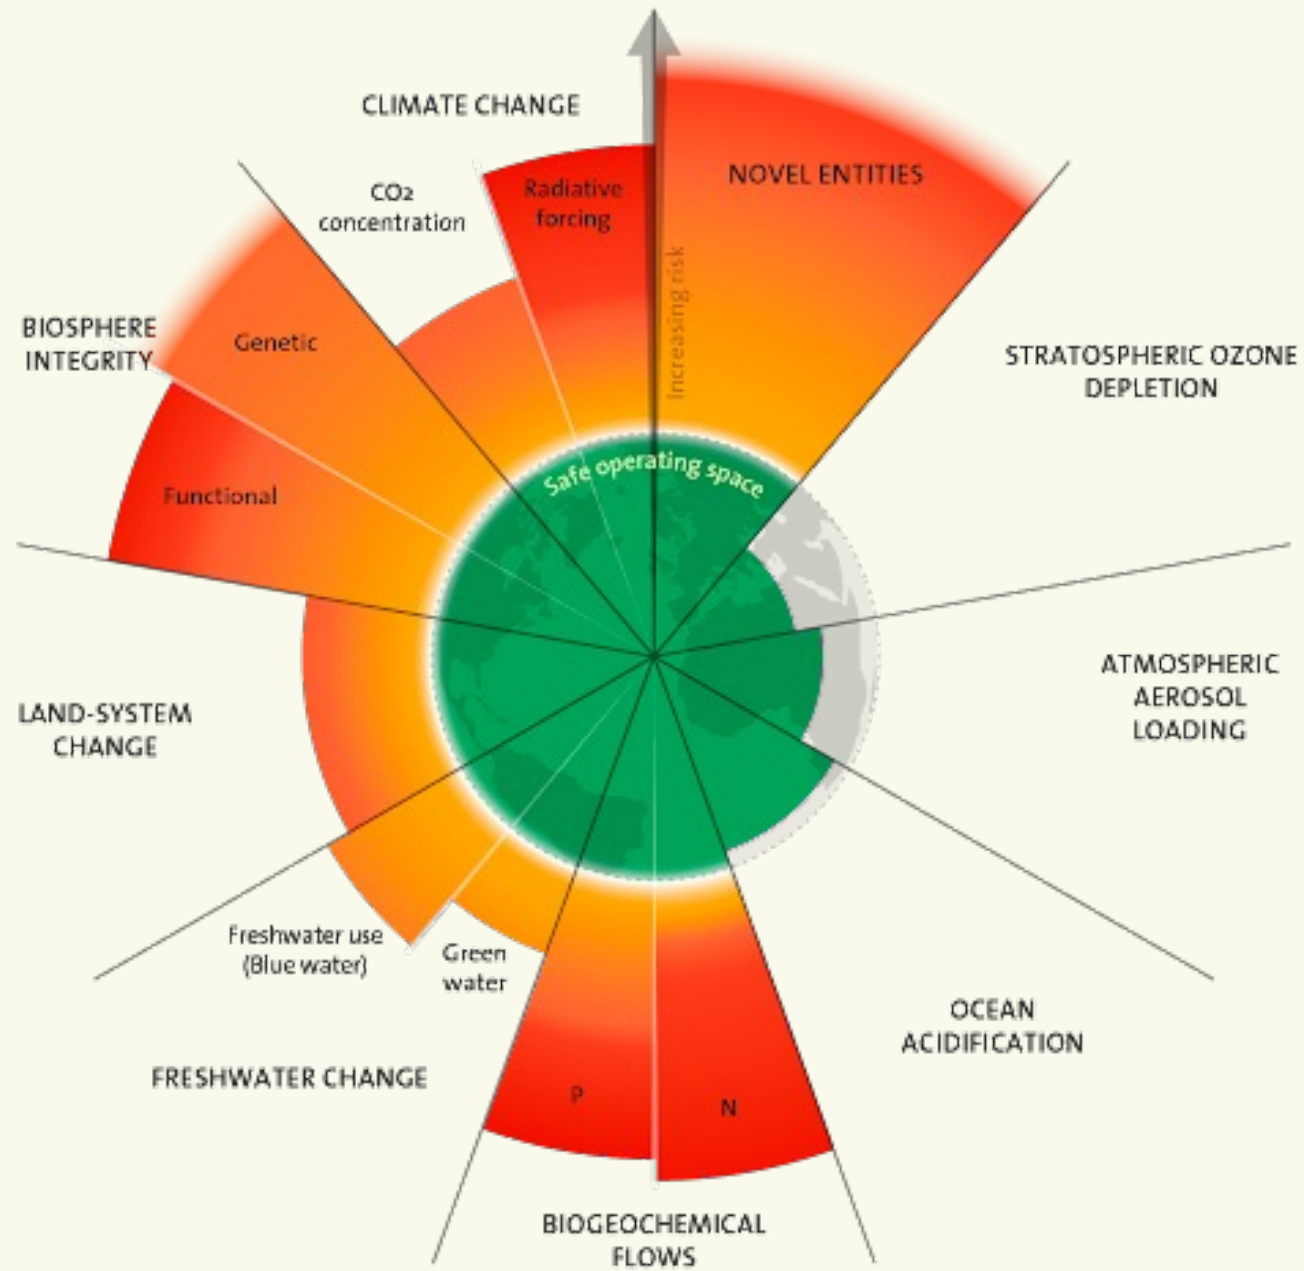 CLIMATE CHANGE
CO2
concentration
Radiative
forcing
NOVEL ENTITIES
Increasing risk
STRATOSPHERIC OZONE
DEPLETION
BIOSPHERE
INTEGRITY
Genetic
Functional
Safe operating space
ATMOSPHERIC
AEROSOL
LOADING
LAND-SYSTEM
CHANGE
Freshwater use
(Blue water)
Green
water
FRESHWATER CHANGE
OCEAN
ACIDIFICATION
P
N
BIOGEOCHEMICAL
FLOWS